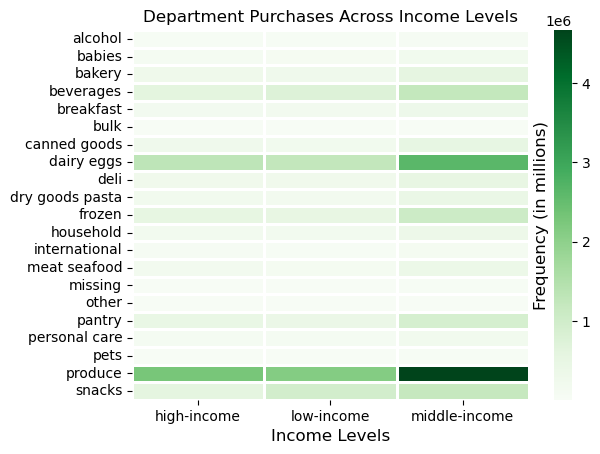 Department Purchases Across Income Levels
1e6
alcohol
babies
bakery
beverages
breakfast
bulk
canned goods
dairy eggs
deli
dry goods pasta
frozen
household
international
meat seafood
missing
other
pantry
personal care
pets
produce
snacks
high-income
low-income
middle-income
Income Levels
4
3
2
1
Frequency (in millions)